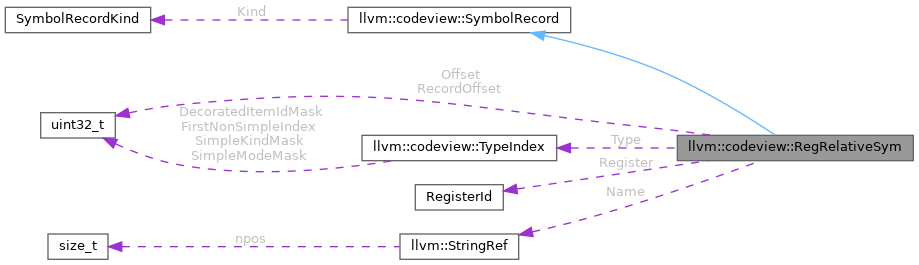 SymbolRecordKind
Kind
llvm::codeview::SymbolRecord
Offset
RecordOffset
uint32_t
DecoratedItemIdMask
FirstNonSimpleIndex
SimpleKindMask
SimpleModeMask
llvm::codeview::TypeIndex
Type
llvm::codeview::RegRelativeSym
Register
RegisterId
Name
size_t
npos
llvm::StringRef